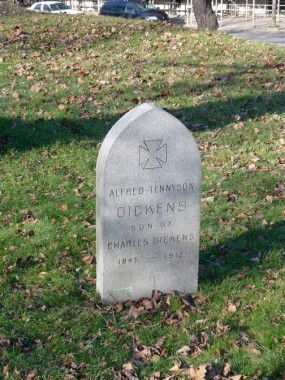 ALFRED TENNYSON
DICKENS
SON OF
CHARLES DICKENS
1845 — 1912